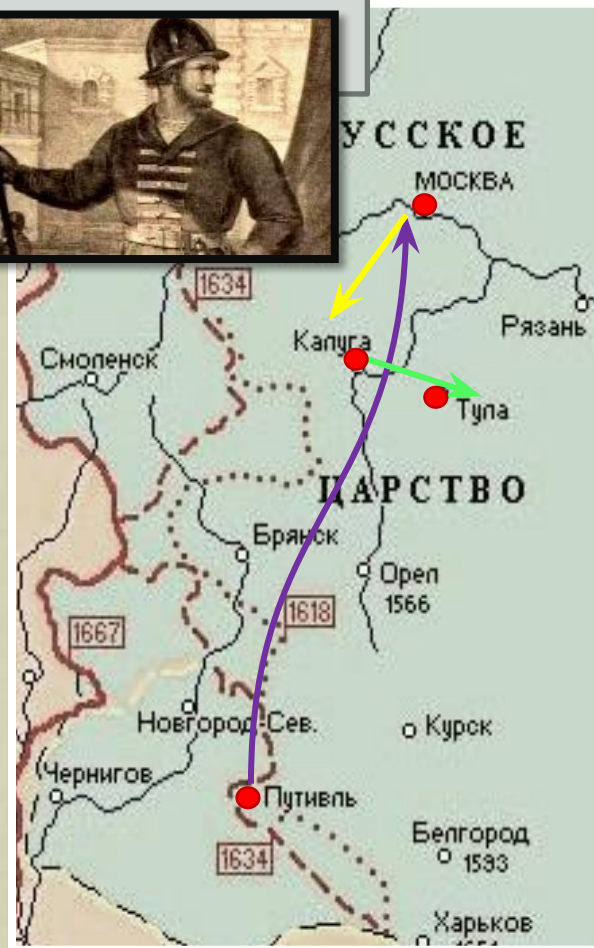 УССКОЕ
МОСКВА
1634
Рязань
Калуга
Смоленск
Тула
ЦАРСТВО
Брянск
Орел
1566
1618
1667
Новгород-Сев.
Курск
Чернигов
Путивль
Белгород
1593
1634
Харьков